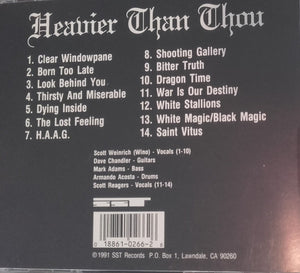 Heavier Than Thou
1. Clear Windowpane
2. Born Too Late
3. Look Behind You
4. Thirsty And Miserable
5. Dying Inside
6. The Lost Feeling
7. H.A.A.G.
8. Shooting Gallery
9. Bitter Truth
10. Dragon Time
11. War Is Our Destiny
12. White Stallions
13. White Magic/Black Magic
14. Saint Vitus
Scott Weinrich (Wino) - Vocals (1-10)
Dave Chandler - Guitars
Mark Adams - Bass
Armando Acosta - Drums
Scott Reagers - Vocals (11-14)
SST
0 18861-0266-2 6
©1991 SST Records P.O. Box 1, Lawndale, CA 90260